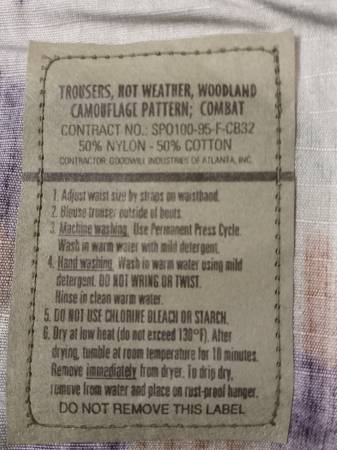 TROUSERS, HOT WEATHER, WOODLAND
CAMOUFLAGE PATTERN; COMBAT
CONTRACT NO.: SPO100-95-F-CB32
50% NYLON - 50% COTTON
CONTRACTOR: GOODWILL INDUSTRIES OF ATLANTA, INC.
1. Adjust waist size by straps on waistband.
2. Blouse trouser outside of boots.
3. Machine washing. Use Permanent Press Cycle.
Wash in warm water with mild detergent.
4. Hand washing. Wash in warm water using mild
detergent. DO NOT WRING OR TWIST.
Rinse in clean warm water.
5. DO NOT USE CHLORINE BLEACH OR STARCH.
6. Dry at low heat (do not exceed 130°F). After
drying, tumble at room temperature for 10 minutes.
Remove immediately from dryer. To drip dry,
remove from water and place on rust-proof hanger.
DO NOT REMOVE THIS LABEL